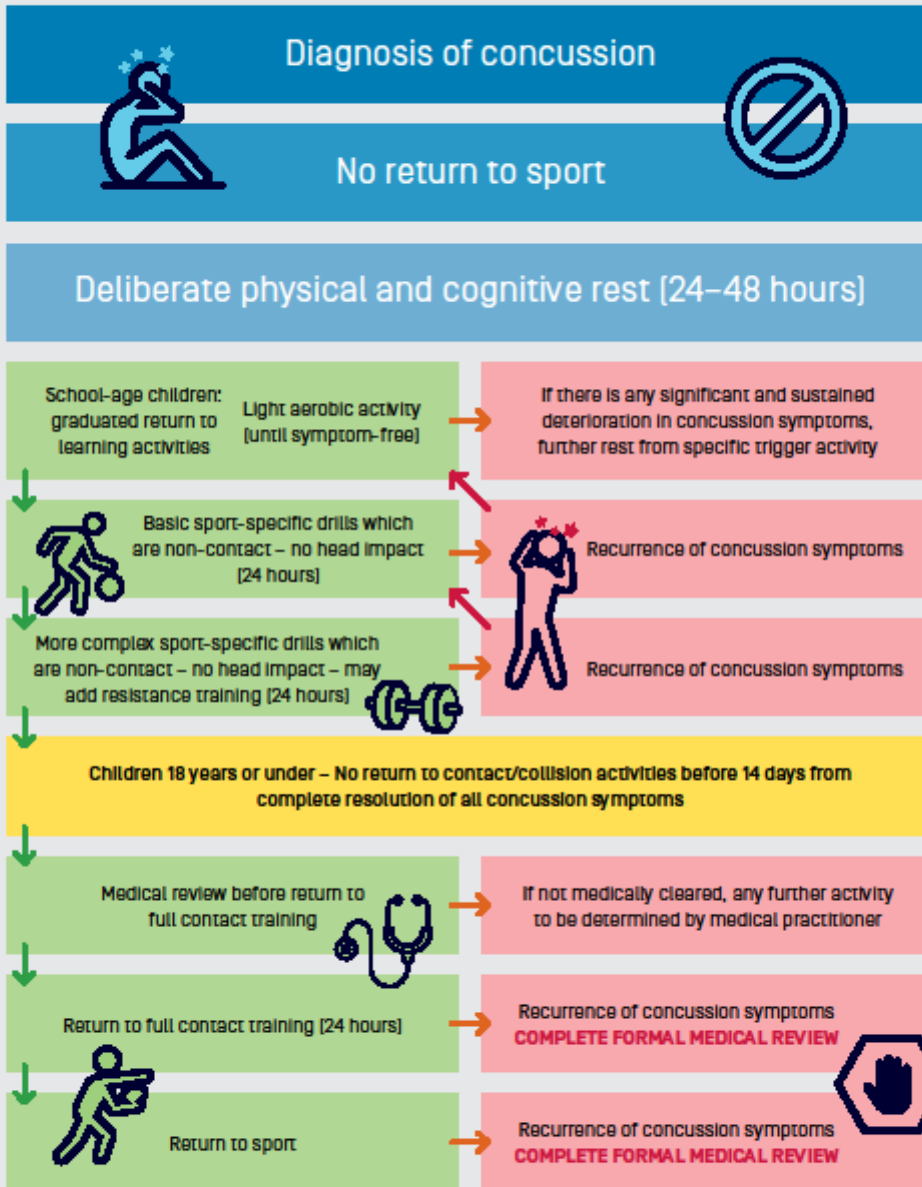 Diagnosis of concussion
No return to sport
Deliberate physical and cognitive rest (24–48 hours)
School-age children:
graduated return to
learning activities
Light aerobic activity
(until symptom-free)
If there is any significant and sustained
deterioration in concussion symptoms,
further rest from specific trigger activity
Basic sport-specific drills which
are non-contact – no head impact
(24 hours)
Recurrence of concussion symptoms
More complex sport-specific drills which
are non-contact – no head impact – may
add resistance training (24 hours)
Recurrence of concussion symptoms
Children 18 years or under – No return to contact/collision activities before 14 days from
complete resolution of all concussion symptoms
Medical review before return to
full contact training
If not medically cleared, any further activity
to be determined by medical practitioner
Return to full contact training (24 hours)
Recurrence of concussion symptoms
COMPLETE FORMAL MEDICAL REVIEW
Return to sport
Recurrence of concussion symptoms
COMPLETE FORMAL MEDICAL REVIEW